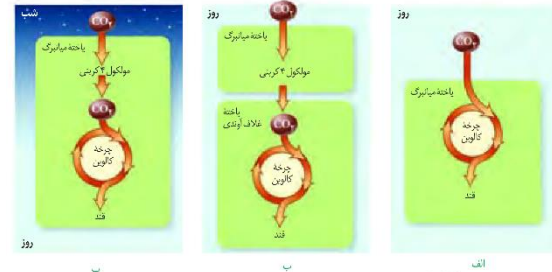 روز
CO₂
یاختهٔ میانبرگ
چرخهٔ
کالوین
قند
الف
روز
CO₂
یاختهٔ میانبرگ
مولکول ۴ کربنی
یاختهٔ
غلاف آوندی
CO₂
چرخهٔ
کالوین
قند
ب
شب
CO₂
یاختهٔ میانبرگ
مولکول ۴ کربنی
CO₂
چرخهٔ
کالوین
قند
روز
پ